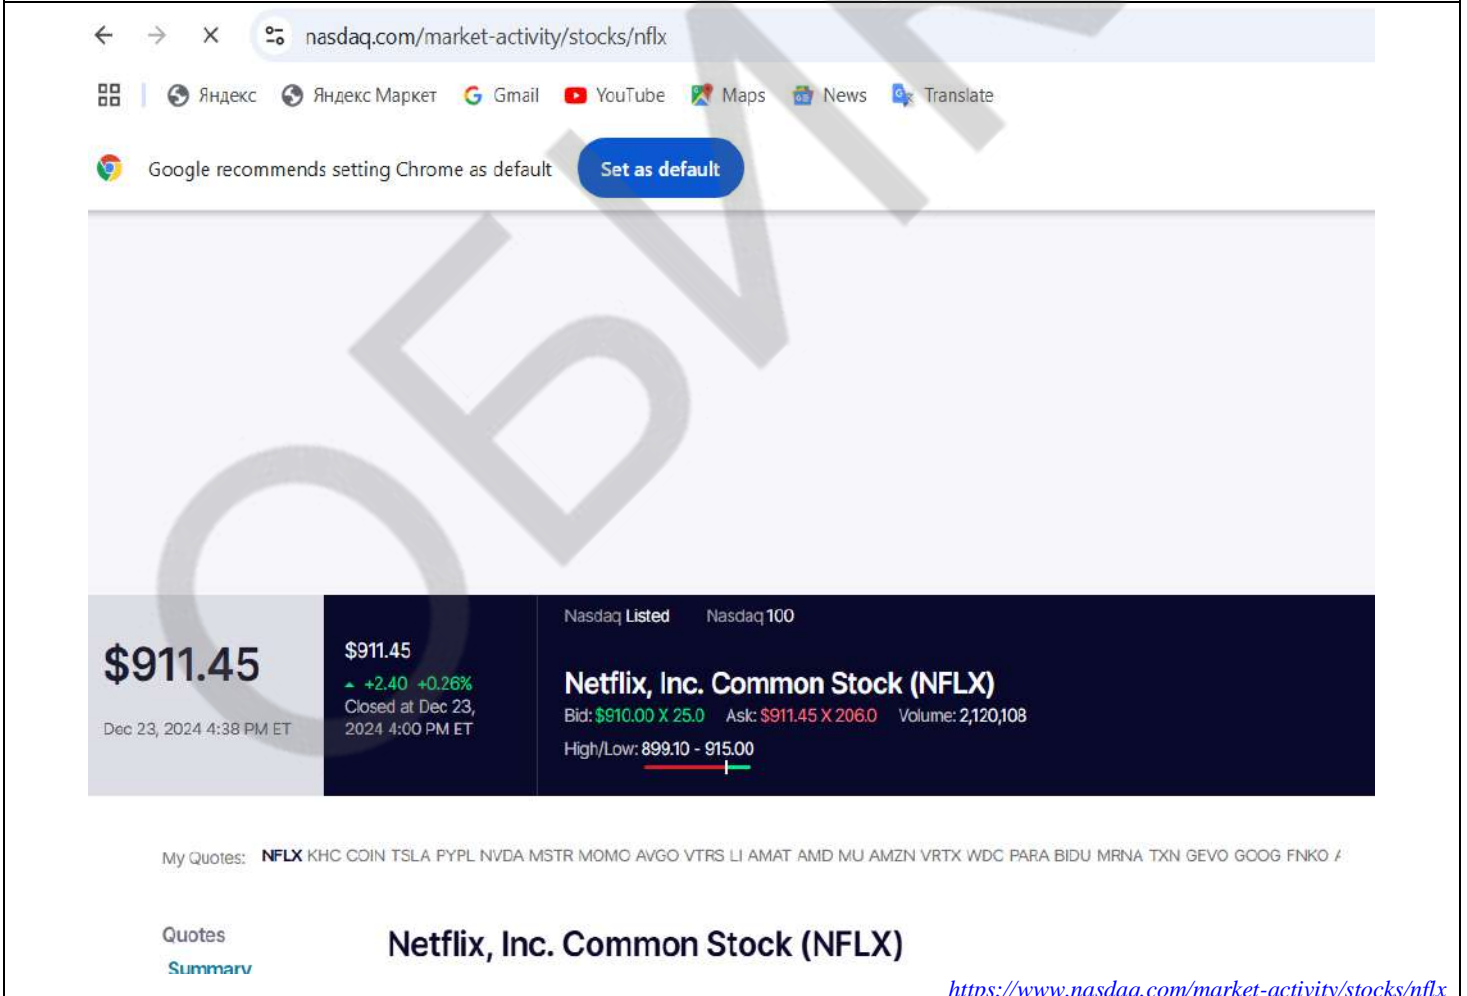 nasdaq.com/market-activity/stocks/nflx
Яндекс Яндекс Маркет Gmail YouTube Maps News Translate
Google recommends setting Chrome as default Set as default
Nasdaq Listed Nasdaq 100
$911.45
Dec 23, 2024 4:38 PM ET
$911.45
+2.40 +0.26%
Closed at Dec 23,
2024 4:00 PM ET
Netflix, Inc. Common Stock (NFLX)
Bid: $910.00 X 25.0 Ask: $911.45 X 206.0 Volume: 2,120,108
High/Low: 899.10 - 915.00
My Quotes: NFLX KHC COIN TSLA PYPL NVDA MSTR MOMO AVGO VTRS LI AMAT AMD MU AMZN VRTX WDC PARA BIDU MRNA TXN GEVO GOOG FNKO
Quotes
Summary
Netflix, Inc. Common Stock (NFLX)
https://www.nasdaq.com/market-activity/stocks/nflx